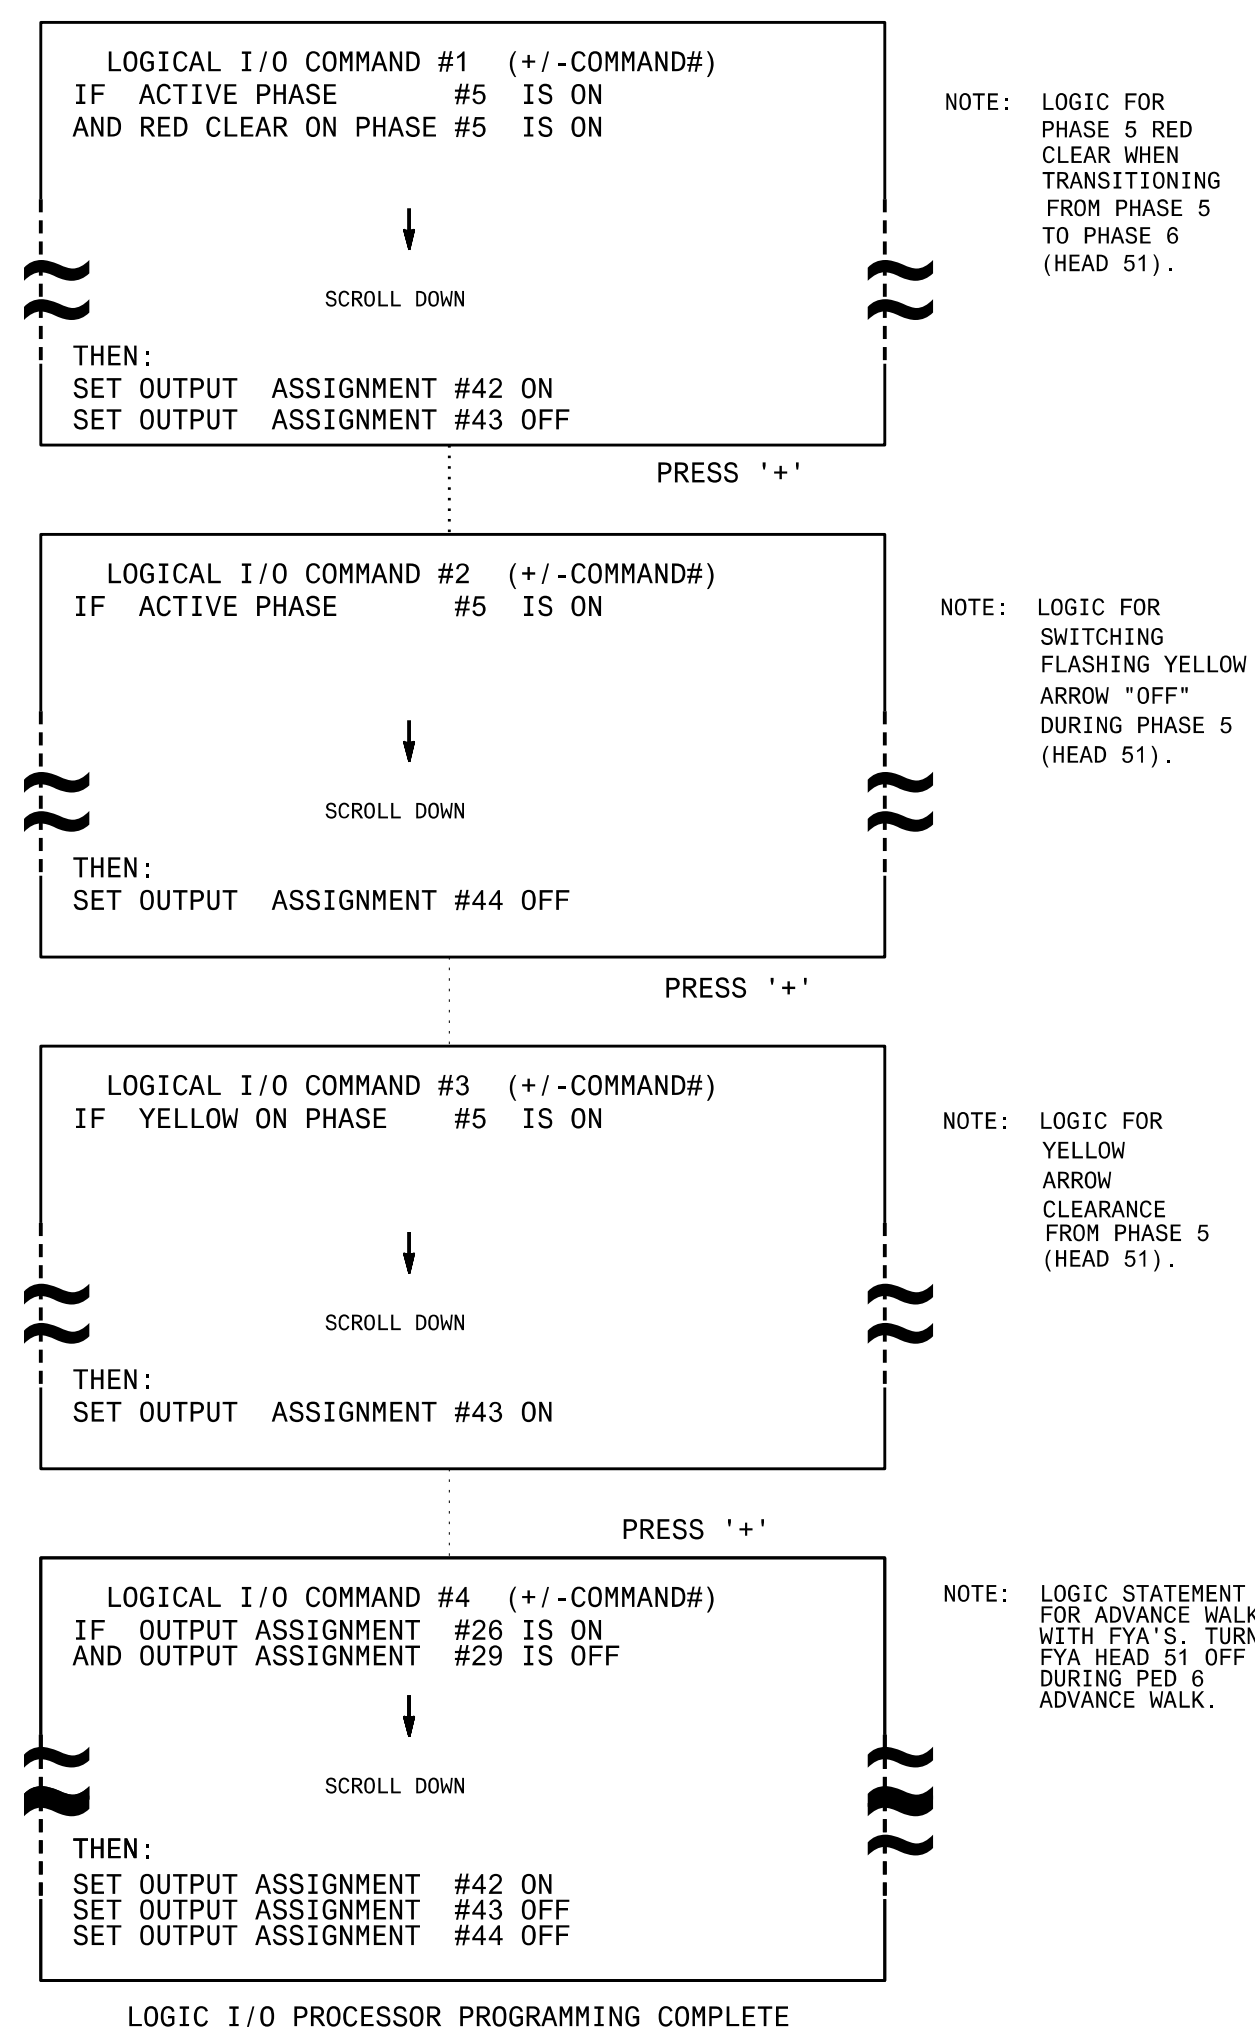 LOGICAL I/O COMMAND #1 (+/-COMMAND#)
IF ACTIVE PHASE #5 IS ON
AND RED CLEAR ON PHASE #5 IS ON
SCROLL DOWN
THEN:
SET OUTPUT ASSIGNMENT #42 ON
SET OUTPUT ASSIGNMENT #43 OFF
NOTE: LOGIC FOR
PHASE 5 RED
CLEAR WHEN
TRANSITIONING
FROM PHASE 5
TO PHASE 6
(HEAD 51).
PRESS '+'
LOGICAL I/O COMMAND #2 (+/-COMMAND#)
IF ACTIVE PHASE #5 IS ON
SCROLL DOWN
THEN:
SET OUTPUT ASSIGNMENT #44 OFF
NOTE: LOGIC FOR
SWITCHING
FLASHING YELLOW
ARROW "OFF"
DURING PHASE 5
(HEAD 51).
PRESS '+'
LOGICAL I/O COMMAND #3 (+/-COMMAND#)
IF YELLOW ON PHASE #5 IS ON
SCROLL DOWN
THEN:
SET OUTPUT ASSIGNMENT #43 ON
NOTE: LOGIC FOR
YELLOW
ARROW
CLEARANCE
FROM PHASE 5
(HEAD 51).
PRESS '+'
LOGICAL I/O COMMAND #4 (+/-COMMAND#)
IF OUTPUT ASSIGNMENT #26 IS ON
AND OUTPUT ASSIGNMENT #29 IS OFF
SCROLL DOWN
THEN:
SET OUTPUT ASSIGNMENT #42 ON
SET OUTPUT ASSIGNMENT #43 OFF
SET OUTPUT ASSIGNMENT #44 OFF
NOTE: LOGIC STATEMENT
FOR ADVANCE WALK
WITH FYA'S. TURN
FYA HEAD 51 OFF
DURING PED 6
ADVANCE WALK.
LOGIC I/O PROCESSOR PROGRAMMING COMPLETE